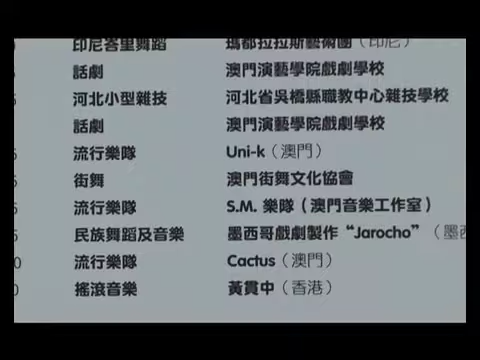 印尼峇里舞蹈 瑪都拉拉斯藝術團（印尼）
話劇 澳門演藝學院戲劇學校
河北小型雜技 河北省吳橋縣職教中心雜技學校
話劇 澳門演藝學院戲劇學校
流行樂隊 Uni-k（澳門）
街舞 澳門街舞文化協會
流行樂隊 S.M. 樂隊（澳門音樂工作室）
民族舞蹈及音樂 墨西哥戲劇製作“Jarocho”（墨西
0 流行樂隊 Cactus（澳門）
搖滾音樂 黃貫中（香港）